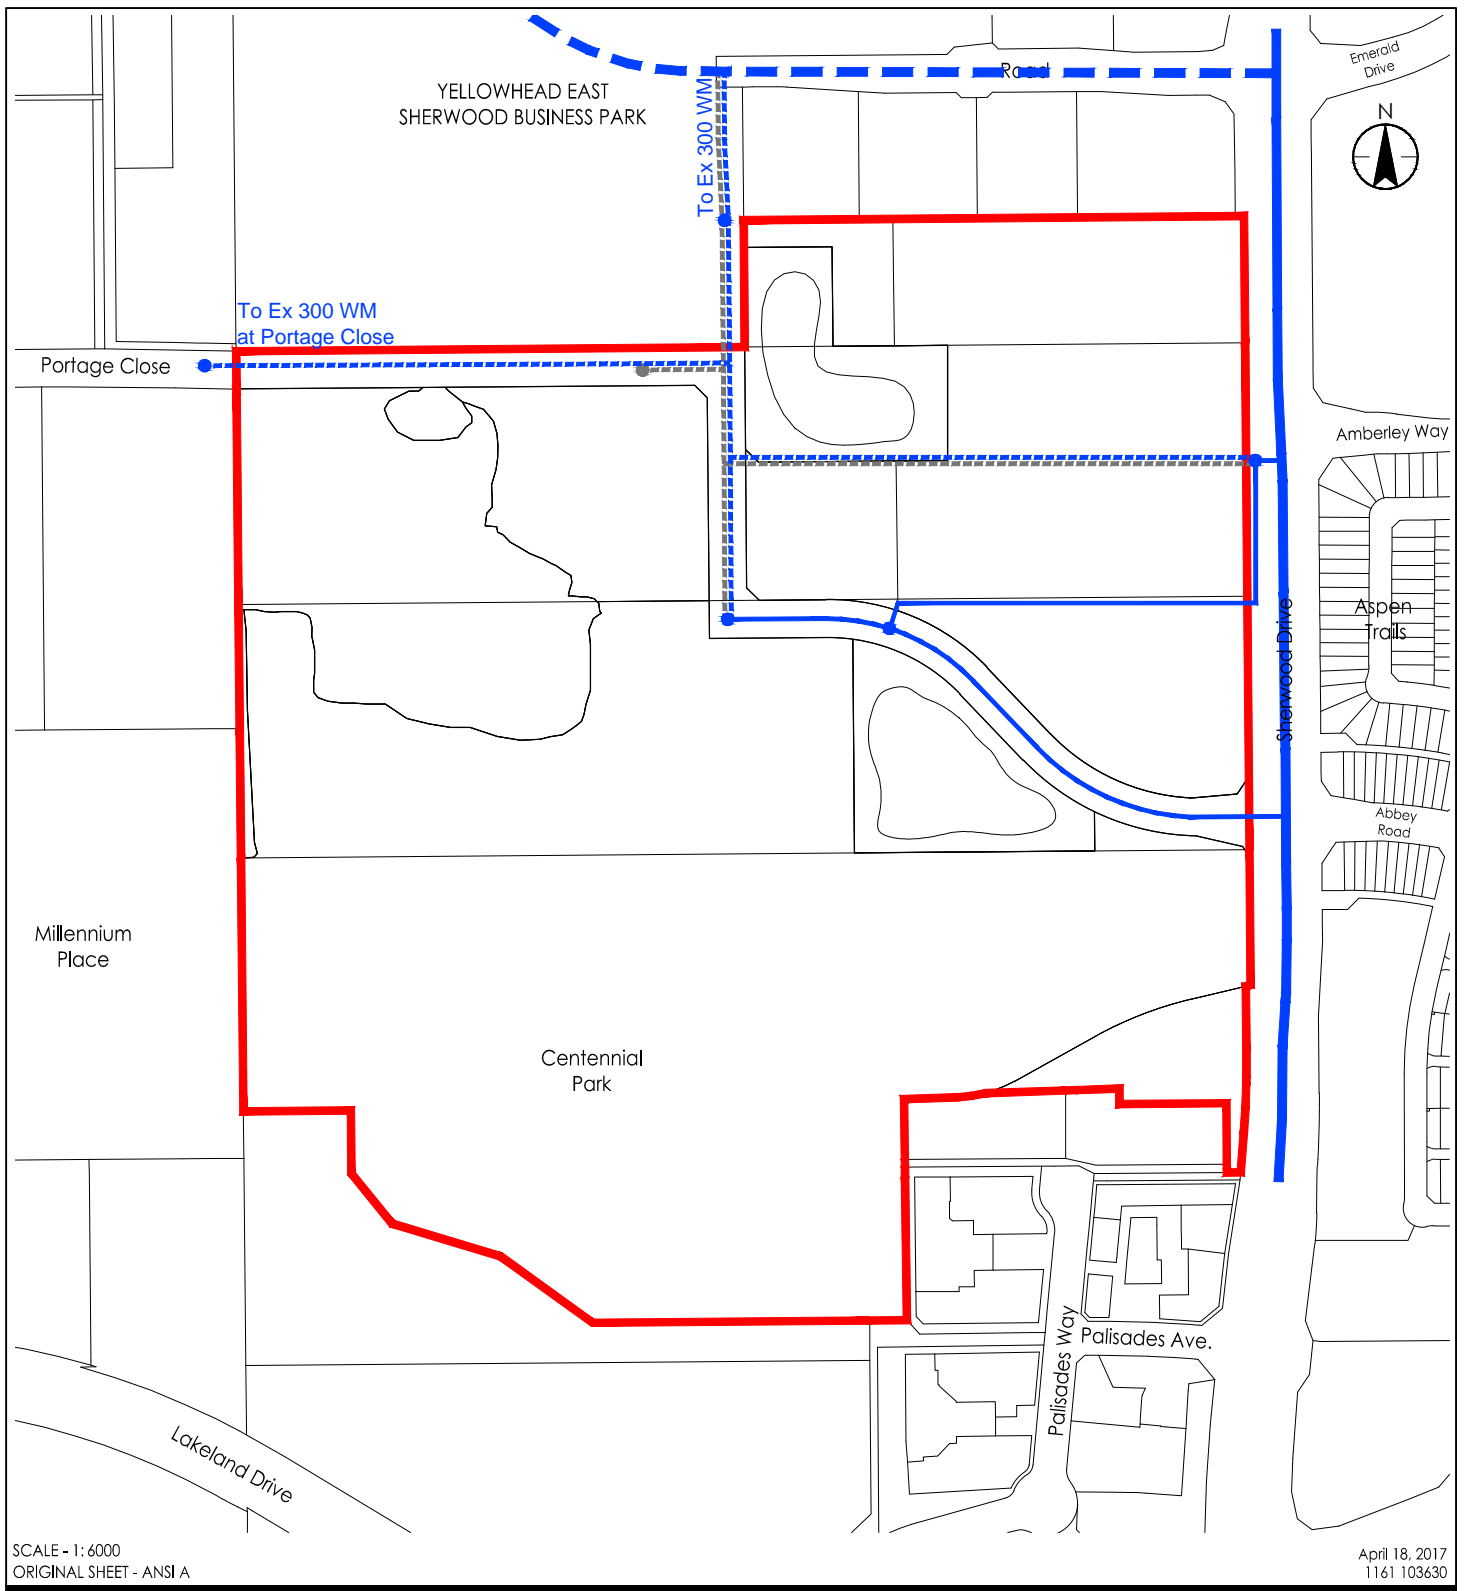 Emerald
Drive
Road
YELLOWHEAD EAST
SHERWOOD BUSINESS PARK
To Ex 300 WM
N
To Ex 300 WM
at Portage Close
Portage Close
Amberley Way
Aspen
Trails
Sherwood Drive
Abbey
Road
Millennium
Place
Centennial
Park
Palisades Way
Palisades Ave.
Lakeland Drive
SCALE - 1: 6000
ORIGINAL SHEET - ANSI A
April 18, 2017
1161 103630